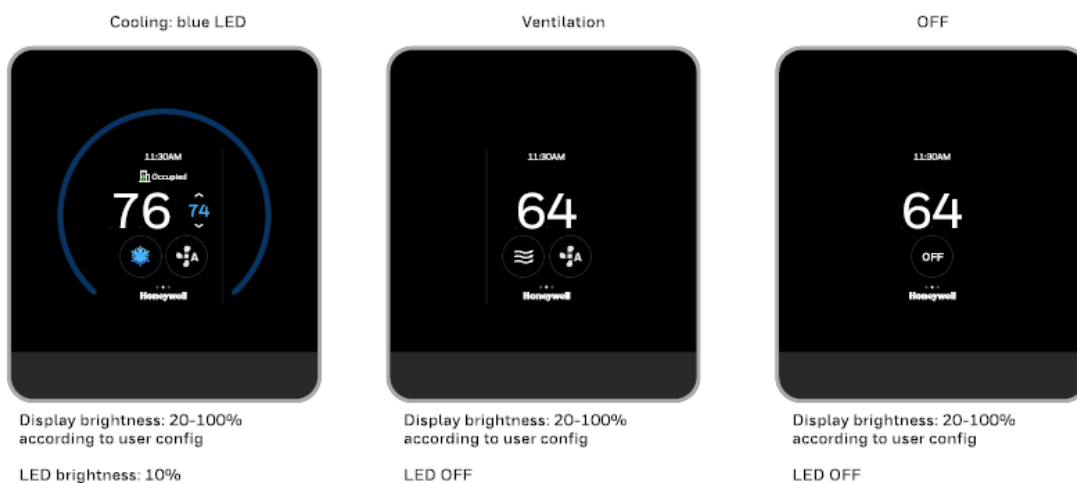 Cooling: blue LED
11:30AM
Occupied
76
74
A
Honeywell
Display brightness: 20-100%
according to user config
LED brightness: 10%
Ventilation
11:30AM
64
A
Honeywell
Display brightness: 20-100%
according to user config
LED OFF
OFF
11:30AM
64
OFF
Honeywell
Display brightness: 20-100%
according to user config
LED OFF